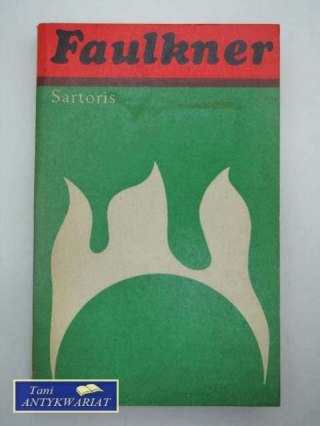 Faulkner
Sartoris
Tani
ANTYKWARIAT